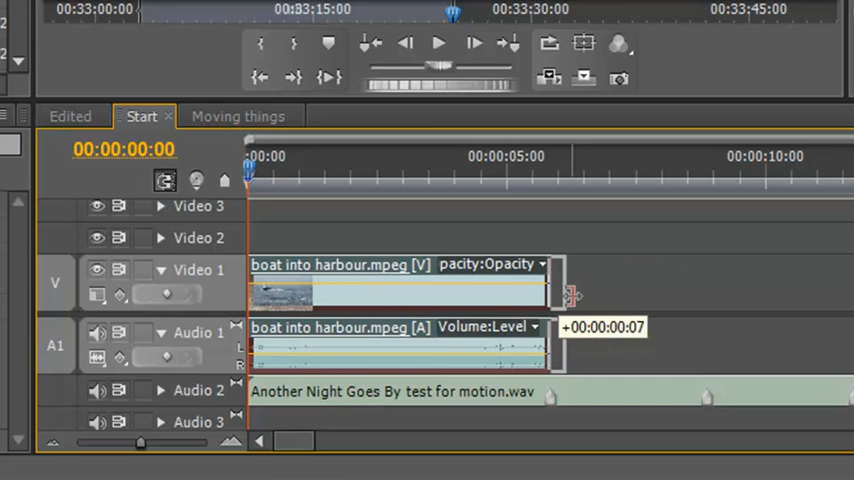 00:33:00:00 00:33:15:00 00:33:30:00 00:33:45:00
Edited Start × Moving things
00:00:00:00
:00:00 00:00:05:00 00:00:10:00
Video 3
Video 2
V Video 1
boat into harbour.mpeg [V] pacity:Opacity
A1 Audio 1 L R
boat into harbour.mpeg [A] Volume:Level
+00:00:00:07
Audio 2
Another Night Goes By test for motion.wav
Audio 3